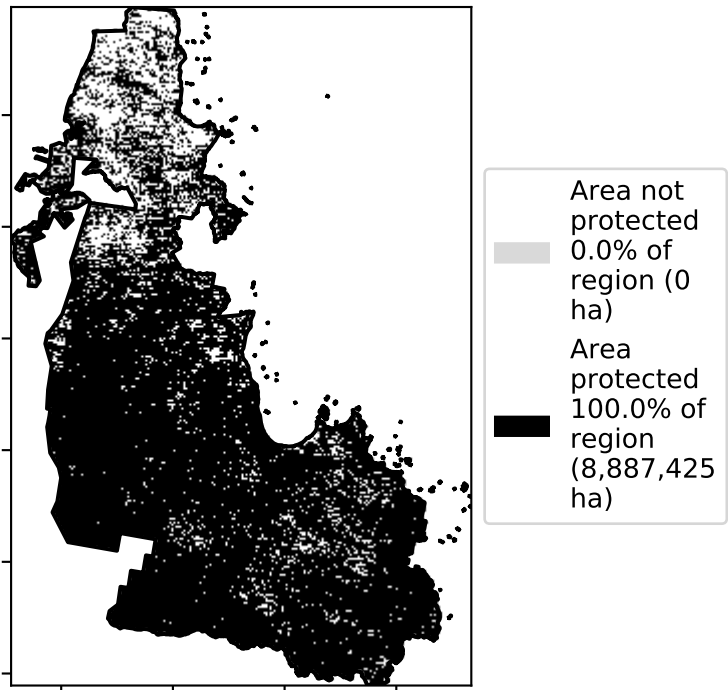 Area not
protected
0.0% of
region (0
ha)
Area
protected
100.0% of
region
(8,887,425
ha)